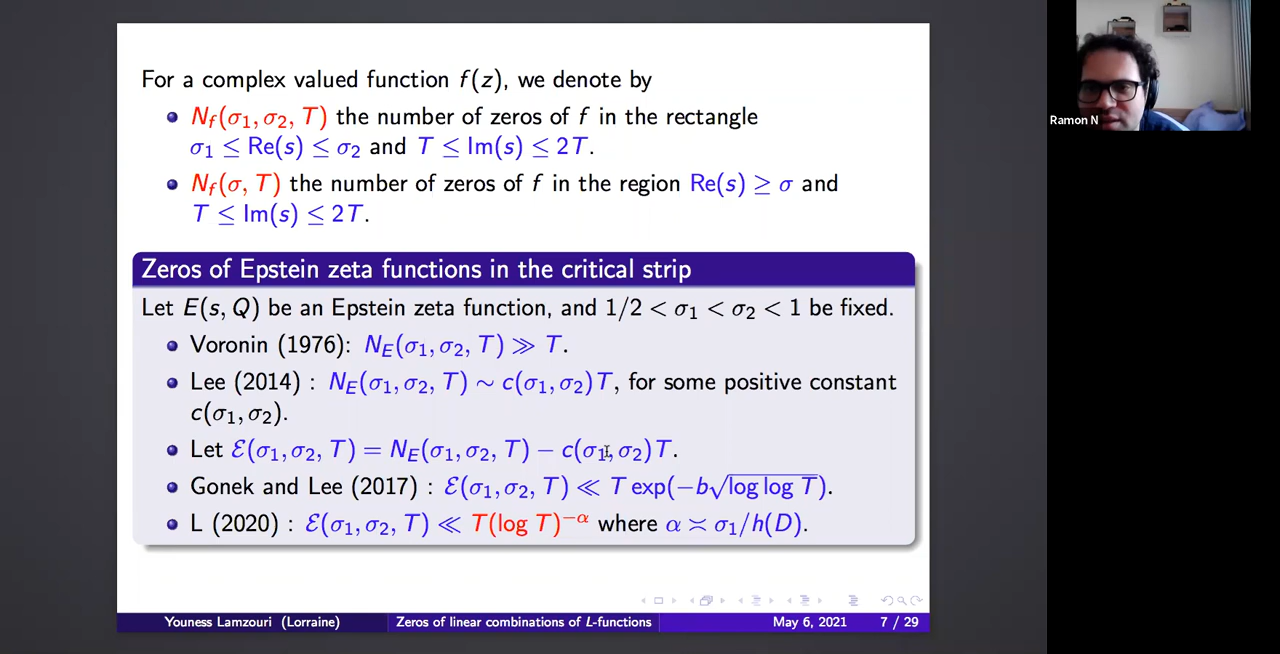 For a complex valued function f(z), we denote by
N_f(σ₁, σ₂, T) the number of zeros of f in the rectangle
σ₁ ≤ Re(s) ≤ σ₂ and T ≤ Im(s) ≤ 2T.
N_f(σ, T) the number of zeros of f in the region Re(s) ≥ σ and
T ≤ Im(s) ≤ 2T.
Zeros of Epstein zeta functions in the critical strip
Let E(s, Q) be an Epstein zeta function, and 1/2 < σ₁ < σ₂ < 1 be fixed.
Voronin (1976): N_E(σ₁, σ₂, T) ≫ T.
Lee (2014) : N_E(σ₁, σ₂, T) ∼ c(σ₁, σ₂)T, for some positive constant
c(σ₁, σ₂).
Let ℰ(σ₁, σ₂, T) = N_E(σ₁, σ₂, T) − c(σ₁, σ₂)T.
Gonek and Lee (2017) : ℰ(σ₁, σ₂, T) ≪ T exp(−b√(log log T)).
L (2020) : ℰ(σ₁, σ₂, T) ≪ T(log T)^{−α} where α ≍ σ₁/h(D).
Youness Lamzouri (Lorraine) Zeros of linear combinations of L-functions May 6, 2021 7 / 29
Ramon N